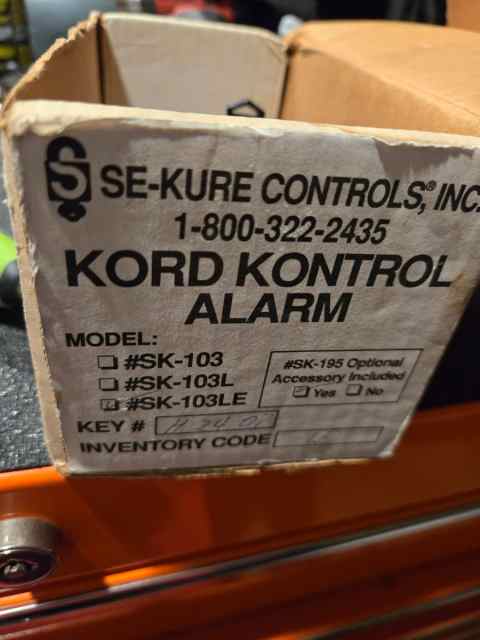 S SE-KURE CONTROLS,® INC.
1-800-322-2435
KORD KONTROL
ALARM
MODEL:
#SK-103
#SK-103L
#SK-103LE
#SK-195 Optional
Accessory Included
Yes No
KEY #
INVENTORY CODE